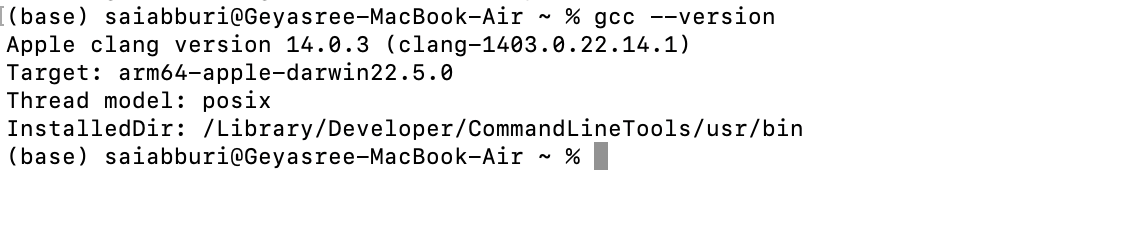 [(base) saiabburi@Geyasree-MacBook-Air ~ % gcc --version
Apple clang version 14.0.3 (clang-1403.0.22.14.1)
Target: arm64-apple-darwin22.5.0
Thread model: posix
InstalledDir: /Library/Developer/CommandLineTools/usr/bin
(base) saiabburi@Geyasree-MacBook-Air ~ %